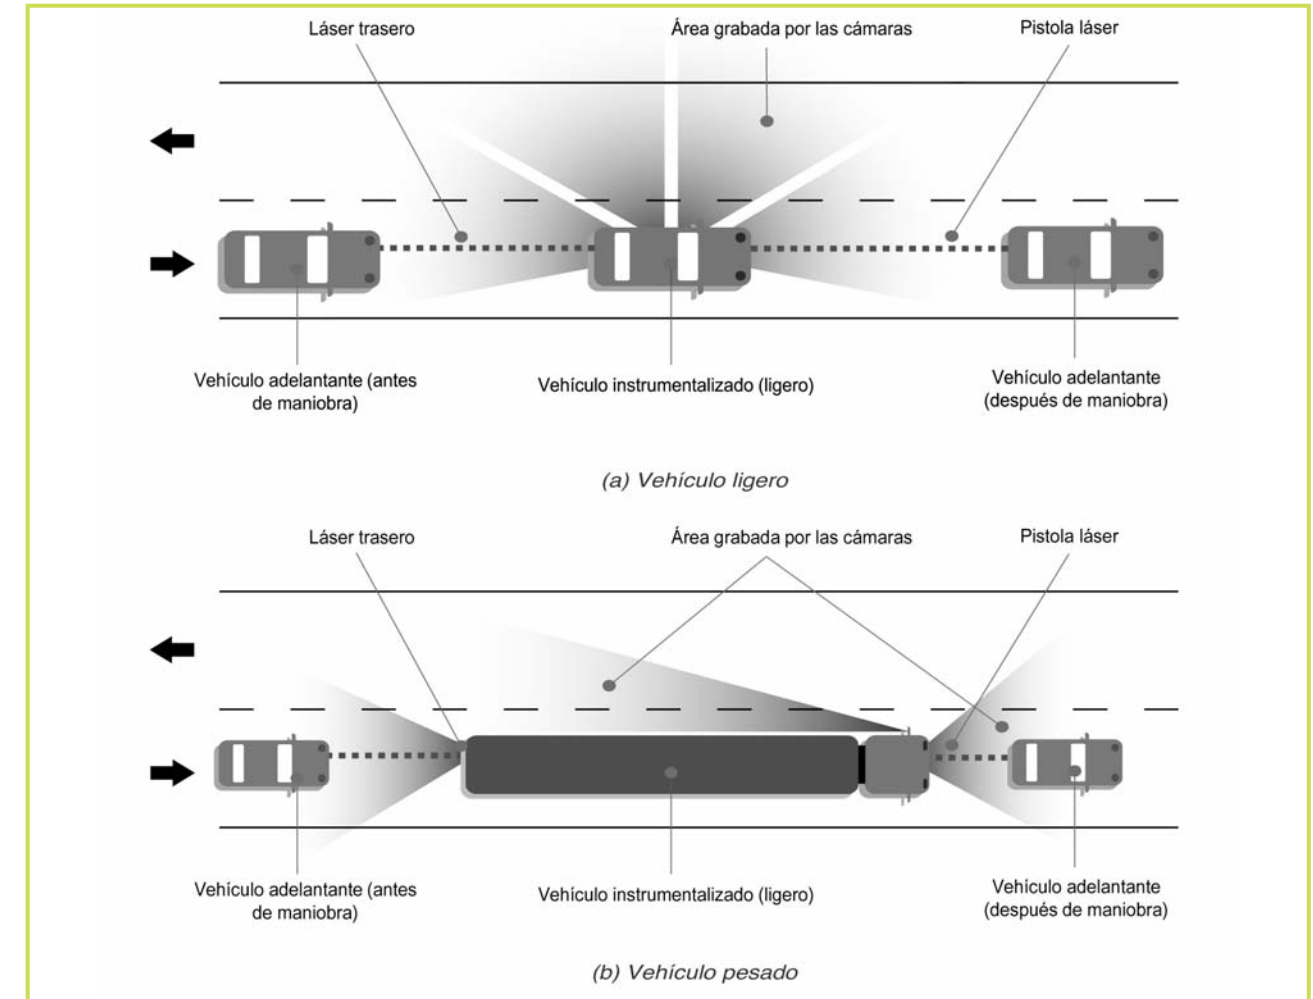 Láser trasero
Área grabada por las cámaras
Pistola láser
Vehículo adelantante (antes
de maniobra)
Vehículo instrumentalizado (ligero)
Vehículo adelantante
(después de maniobra)
(a) Vehículo ligero
Láser trasero
Área grabada por las cámaras
Pistola láser
Vehículo adelantante (antes
de maniobra)
Vehículo instrumentalizado (ligero)
Vehículo adelantante
(después de maniobra)
(b) Vehículo pesado